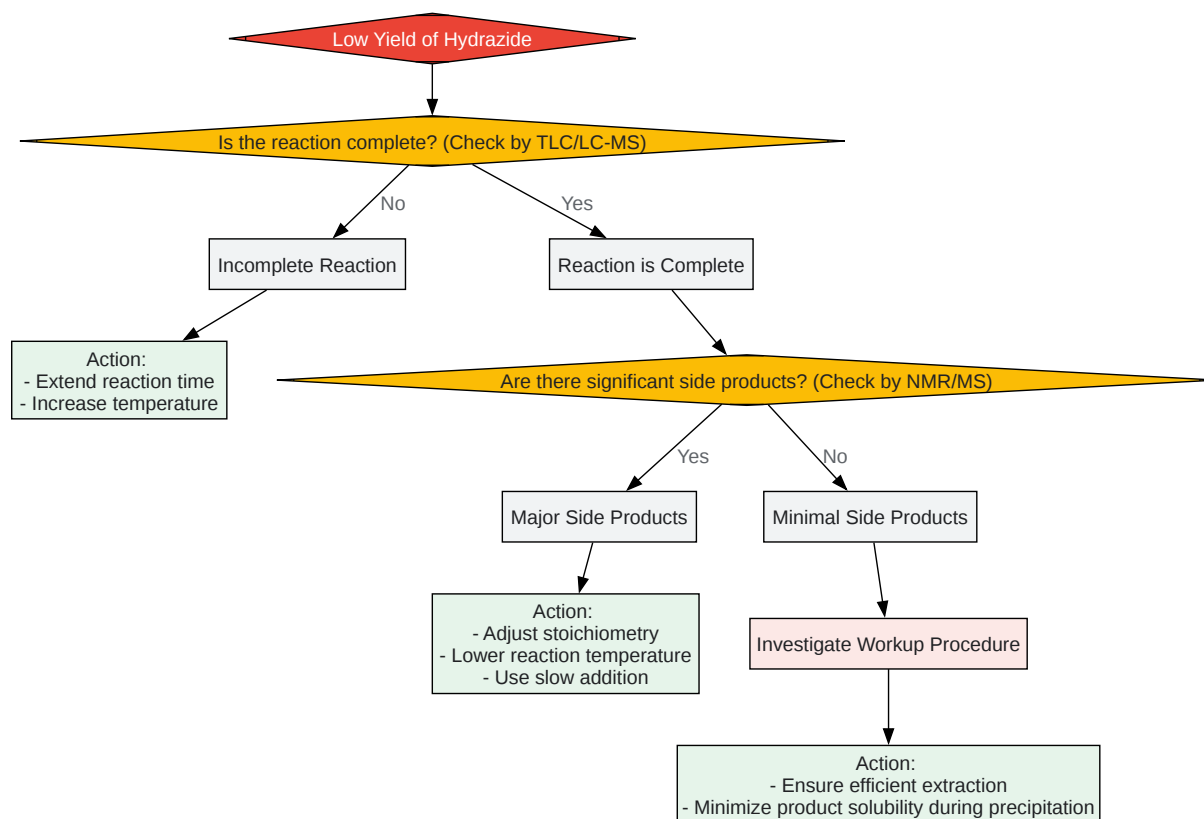 Low Yield of Hydrazide
Is the reaction complete? (Check by TLC/LC-MS)
No
Yes
Incomplete Reaction
Reaction is Complete
Action:
- Extend reaction time
- Increase temperature
Are there significant side products? (Check by NMR/MS)
Yes
No
Major Side Products
Minimal Side Products
Action:
- Adjust stoichiometry
- Lower reaction temperature
- Use slow addition
Investigate Workup Procedure
Action:
- Ensure efficient extraction
- Minimize product solubility during precipitation